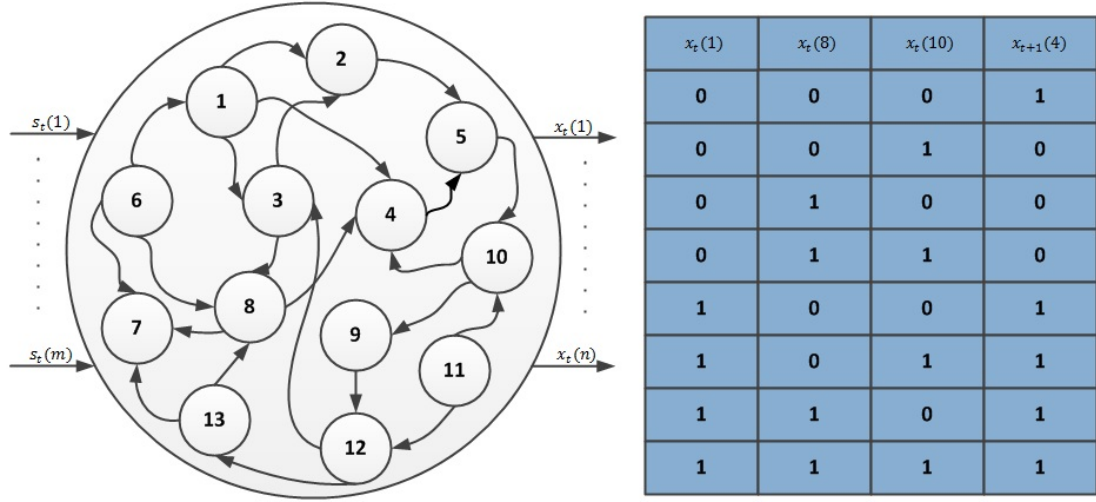 s_t(1)
s_t(m)
1
2
3
4
5
6
7
8
9
10
11
12
13
x_t(1)
x_t(n)
x_t(1) x_t(8) x_t(10) x_{t+1}(4)
0 0 0 1
0 0 1 0
0 1 0 0
0 1 1 0
1 0 0 1
1 0 1 1
1 1 0 1
1 1 1 1